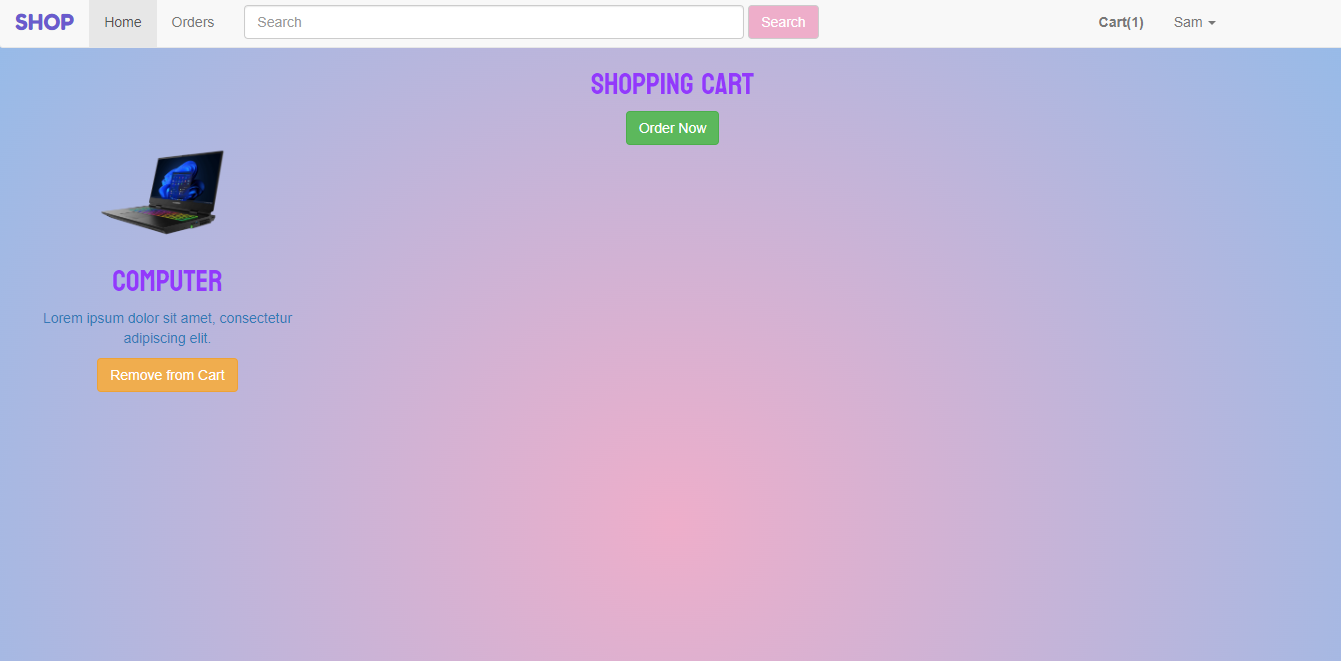 SHOP Home Orders Search Search Cart(1) Sam
SHOPPING CART
Order Now
COMPUTER
Lorem ipsum dolor sit amet, consectetur
adipiscing elit.
Remove from Cart